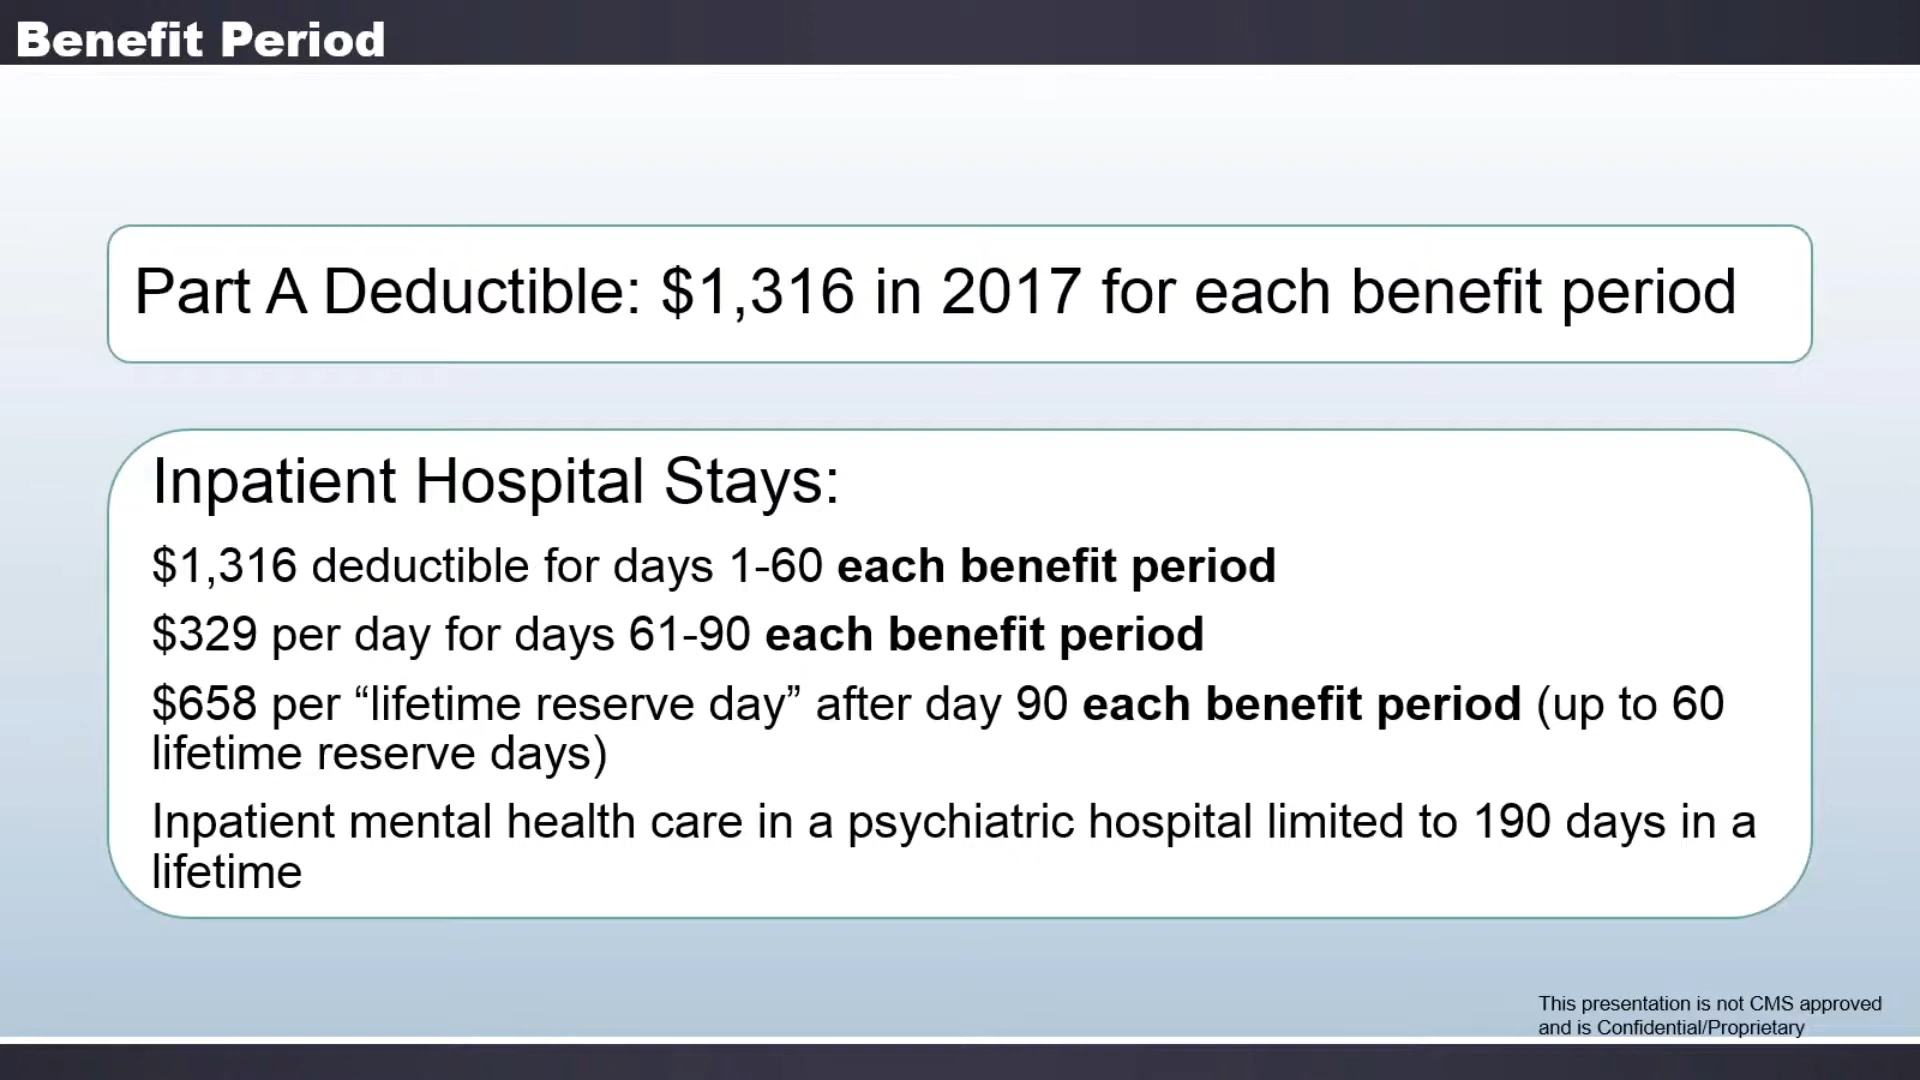 Benefit Period
Part A Deductible: $1,316 in 2017 for each benefit period
Inpatient Hospital Stays:
$1,316 deductible for days 1-60 each benefit period
$329 per day for days 61-90 each benefit period
$658 per “lifetime reserve day” after day 90 each benefit period (up to 60
lifetime reserve days)
Inpatient mental health care in a psychiatric hospital limited to 190 days in a
lifetime
This presentation is not CMS approved
and is Confidential/Proprietary